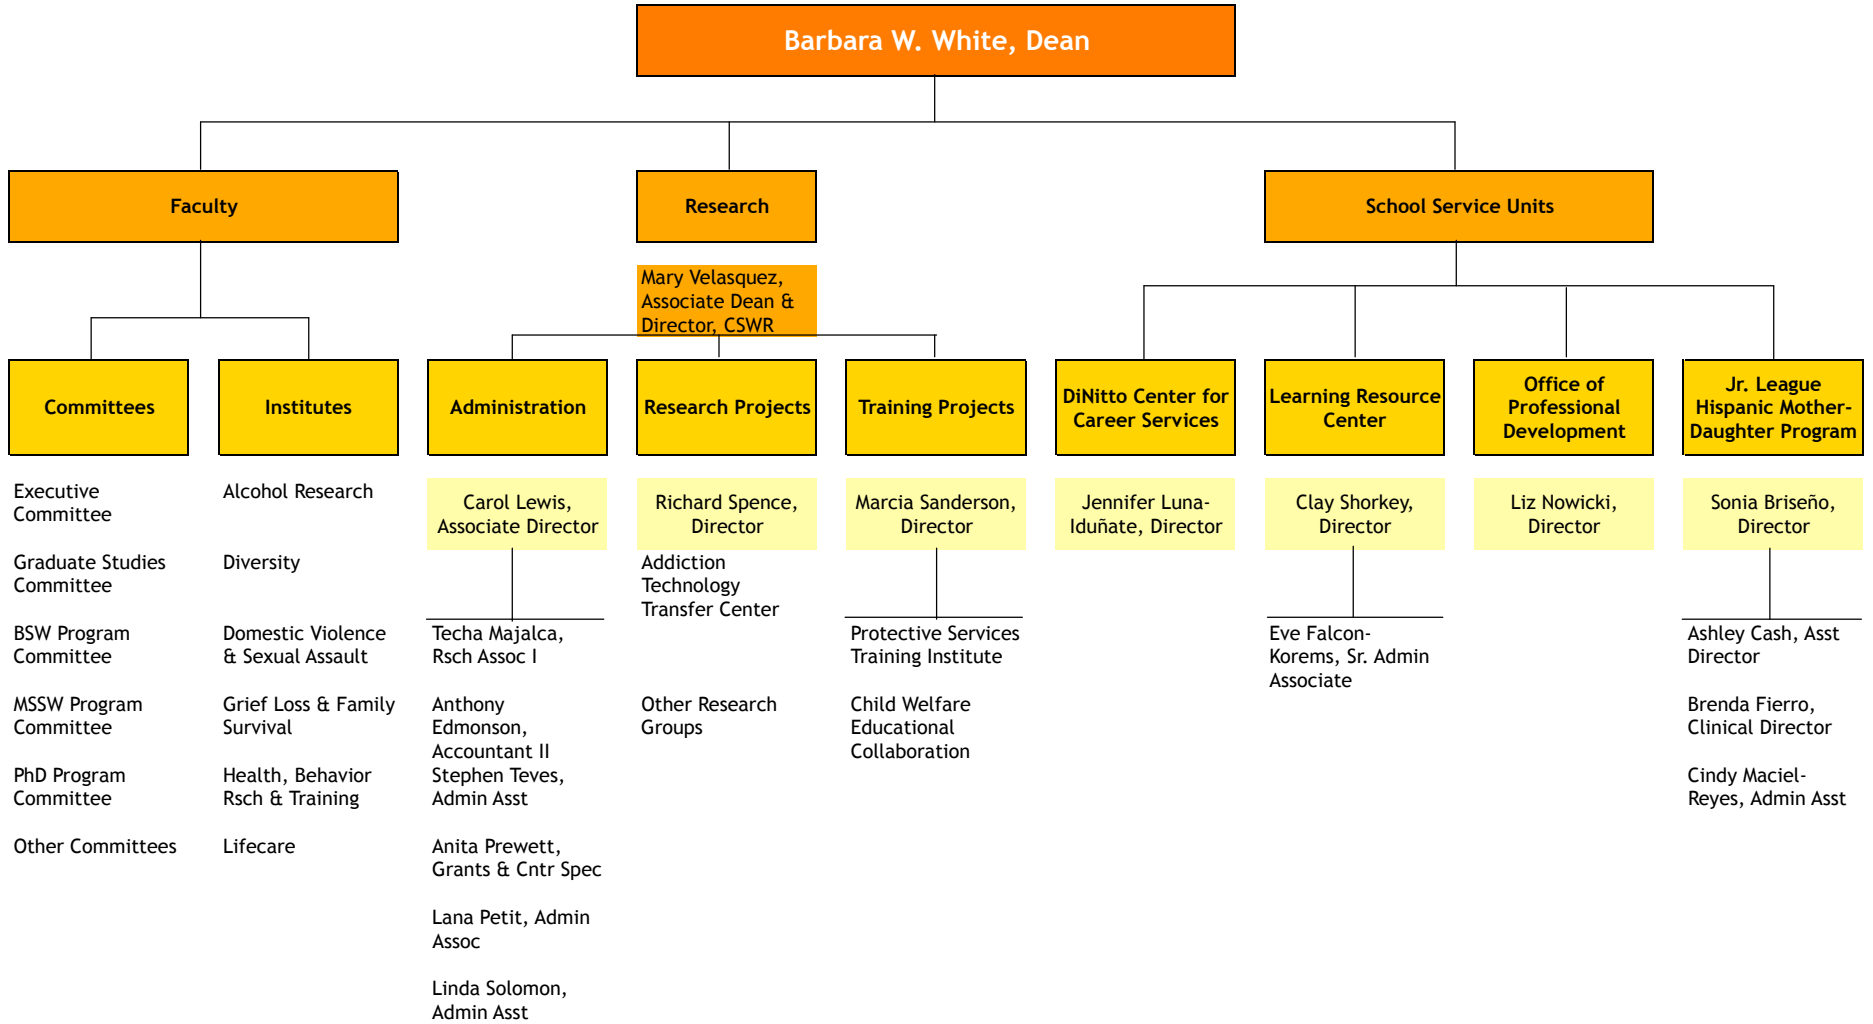 Barbara W. White, Dean
Faculty
Research
School Service Units
Mary Velasquez,
Associate Dean &
Director, CSWR
Committees
Institutes
Administration
Research Projects
Training Projects
DiNitto Center for
Career Services
Learning Resource
Center
Office of
Professional
Development
Jr. League
Hispanic Mother-
Daughter Program
Executive
Committee
Graduate Studies
Committee
BSW Program
Committee
MSSW Program
Committee
PhD Program
Committee
Other Committees
Alcohol Research
Diversity
Domestic Violence
& Sexual Assault
Grief Loss & Family
Survival
Health, Behavior
Rsch & Training
Lifecare
Carol Lewis,
Associate Director
Techa Majalca,
Rsch Assoc I
Anthony
Edmonson,
Accountant II
Stephen Teves,
Admin Asst
Anita Prewett,
Grants & Cntr Spec
Lana Petit, Admin
Assoc
Linda Solomon,
Admin Asst
Richard Spence,
Director
Addiction
Technology
Transfer Center
Other Research
Groups
Marcia Sanderson,
Director
Protective Services
Training Institute
Child Welfare
Educational
Collaboration
Jennifer Luna-
Iduñate, Director
Clay Shorkey,
Director
Eve Falcon-
Korems, Sr. Admin
Associate
Liz Nowicki,
Director
Sonia Briseño,
Director
Ashley Cash, Asst
Director
Brenda Fierro,
Clinical Director
Cindy Maciel-
Reyes, Admin Asst